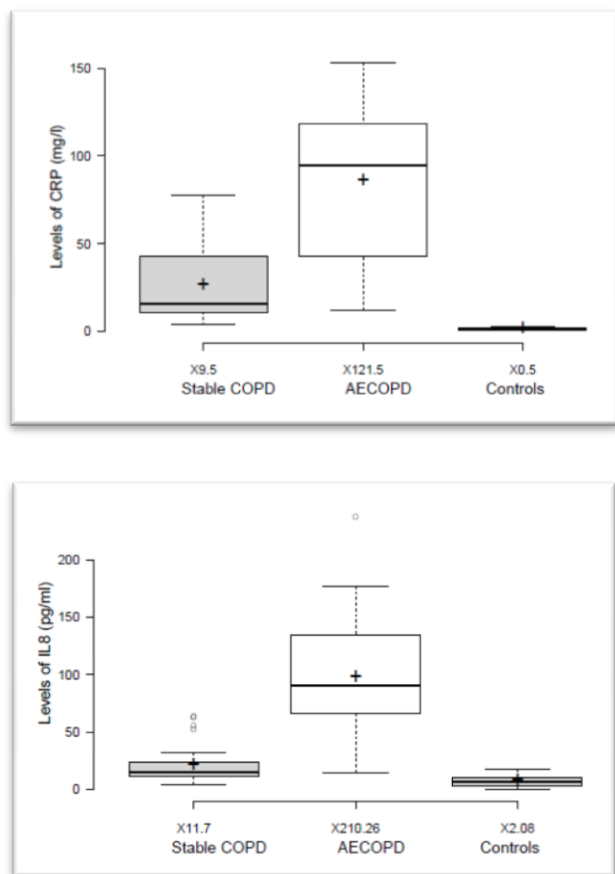 Levels of CRP (mg/l)
150
100
50
0
X9.5 X121.5 X0.5
Stable COPD AECOPD Controls
Levels of IL8 (pg/ml)
200
150
100
50
0
X11.7 X210.26 X2.08
Stable COPD AECOPD Controls